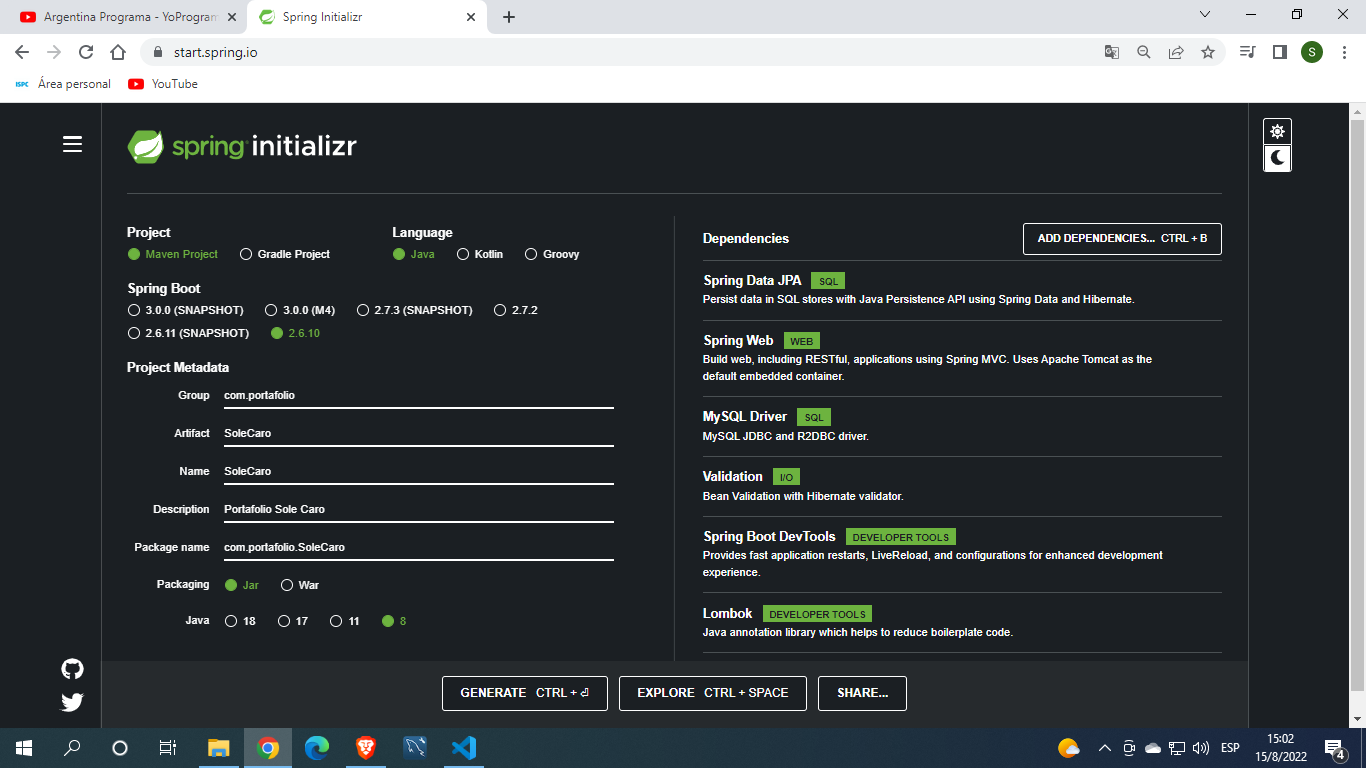 Argentina Programa - YoProgram
Spring Initializr
start.spring.io
S
ISPC Área personal YouTube
spring initializr
Project
Maven Project Gradle Project
Language
Java Kotlin Groovy
Spring Boot
3.0.0 (SNAPSHOT) 3.0.0 (M4) 2.7.3 (SNAPSHOT) 2.7.2
2.6.11 (SNAPSHOT) 2.6.10
Project Metadata
Group com.portafolio
Artifact SoleCaro
Name SoleCaro
Description Portafolio Sole Caro
Package name com.portafolio.SoleCaro
Packaging Jar War
Java 18 17 11 8
Dependencies
ADD DEPENDENCIES... CTRL + B
Spring Data JPA SQL
Persist data in SQL stores with Java Persistence API using Spring Data and Hibernate.
Spring Web WEB
Build web, including RESTful, applications using Spring MVC. Uses Apache Tomcat as the
default embedded container.
MySQL Driver SQL
MySQL JDBC and R2DBC driver.
Validation I/O
Bean Validation with Hibernate validator.
Spring Boot DevTools DEVELOPER TOOLS
Provides fast application restarts, LiveReload, and configurations for enhanced development
experience.
Lombok DEVELOPER TOOLS
Java annotation library which helps to reduce boilerplate code.
GENERATE CTRL + ⏎ EXPLORE CTRL + SPACE SHARE...
ESP
15:02
15/8/2022
4